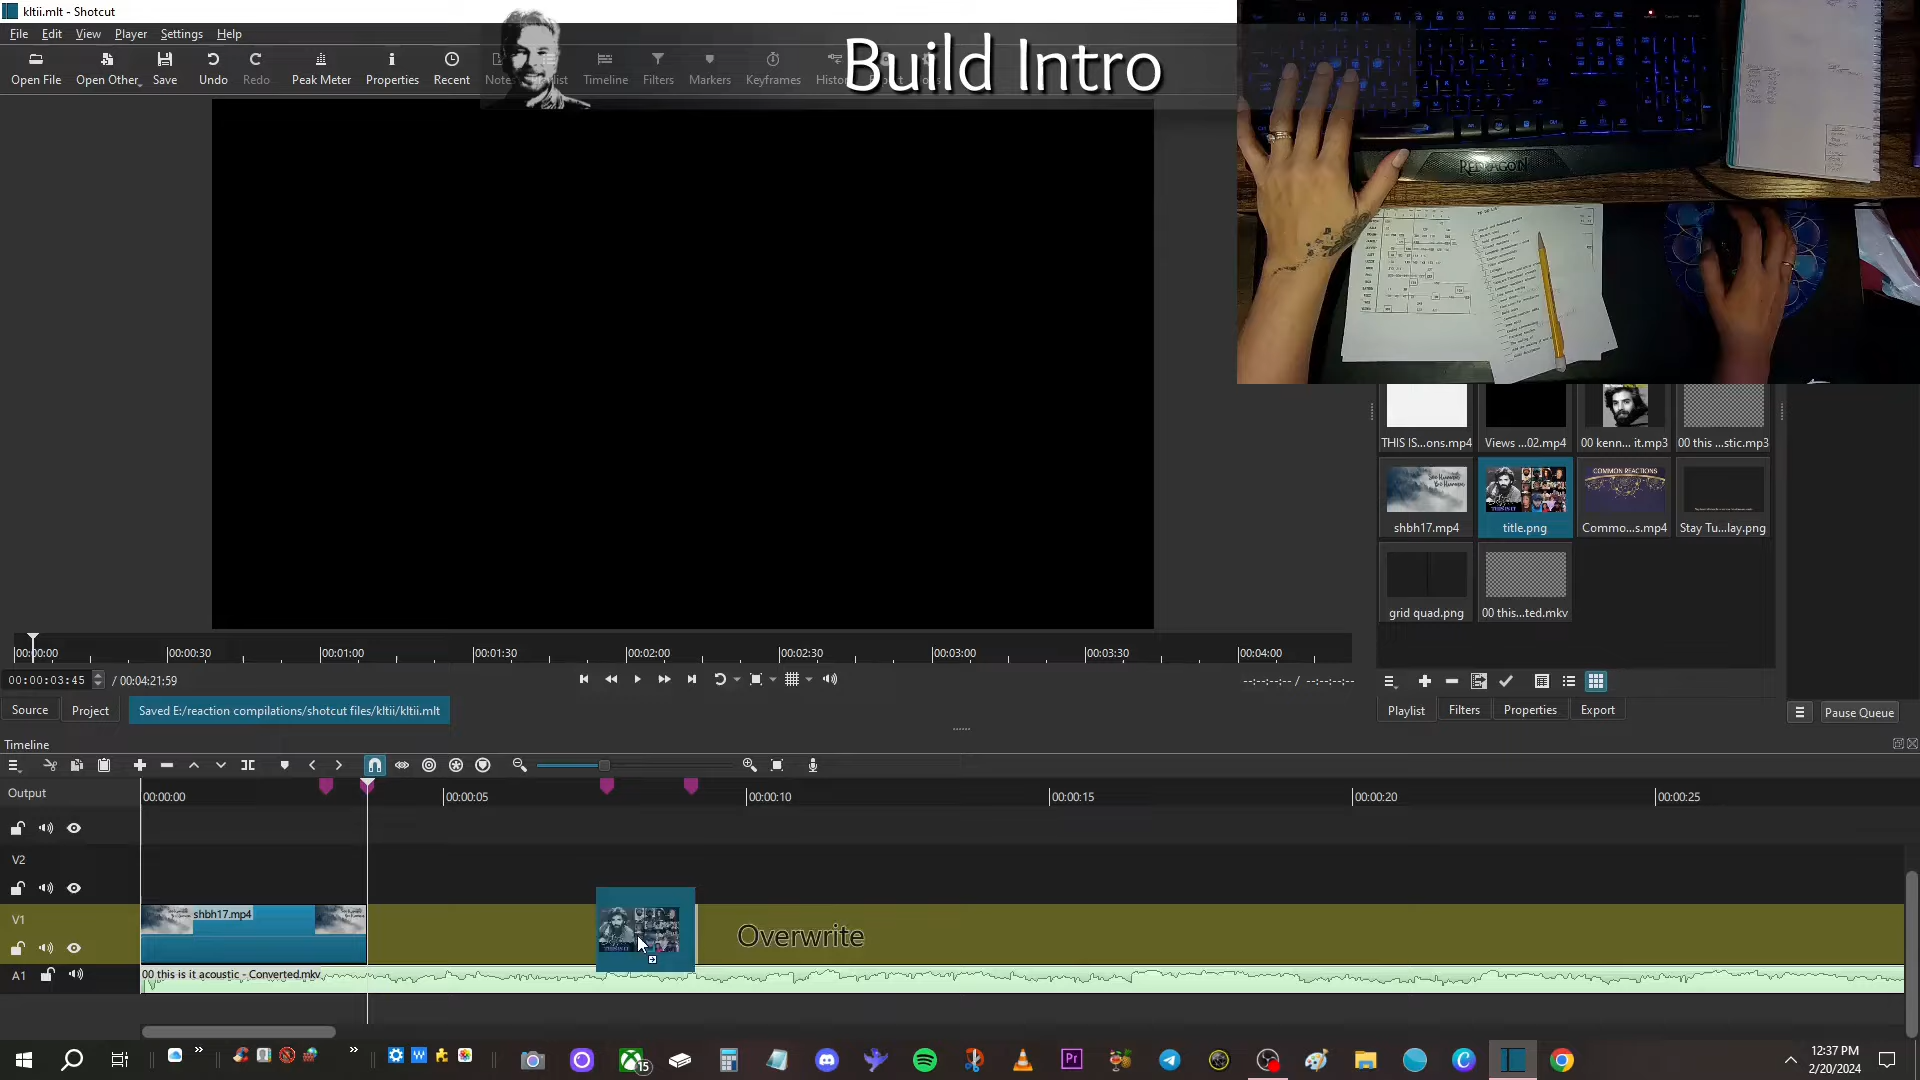 kltii.mlt - Shotcut
File Edit View Player Settings Help
Open File Open Other.. Save Undo Redo Peak Meter Properties Recent Notes Playlist Timeline Filters Markers Keyframes
Build Intro
REDRAGON
THIS IS...ons.mp4 Views ...02.mp4 00 kenn... it.mp3 00 this ...stic.mp3
COMMON REACTIONS
shbh17.mp4 title.png Commo...s.mp4 Stay Tu...lay.png
grid quad.png 00 this...ted.mkv
00:00:00 00:00:30 00:01:00 00:01:30 00:02:00 00:02:30 00:03:00 00:03:30 00:04:00
00:00:03:45 / 00:04:21:59 --:--:--:-- / --:--:--:--
Source Project Saved E:/reaction compilations/shotcut files/kltii/kltii.mlt
Playlist Filters Properties Export Pause Queue
Timeline
Output 00:00:00 00:00:05 00:00:10 00:00:15 00:00:20 00:00:25
V2
V1 shbh17.mp4
Overwrite
A1 00 this is it acoustic - Converted.mkv
15
12:37 PM
2/20/2024